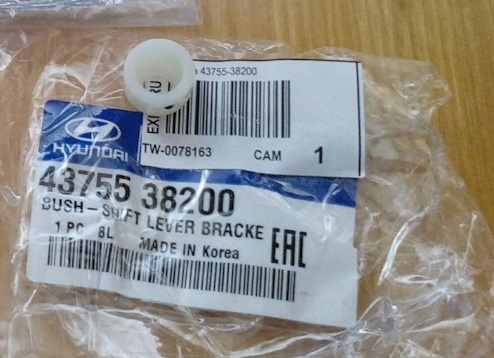 43755-38200
TW-0078163 CAM 1
HYUNDAI
43755 38200
BUSH-SHIFT LEVER BRACKE
1 PC 8L MADE IN Korea
EAC